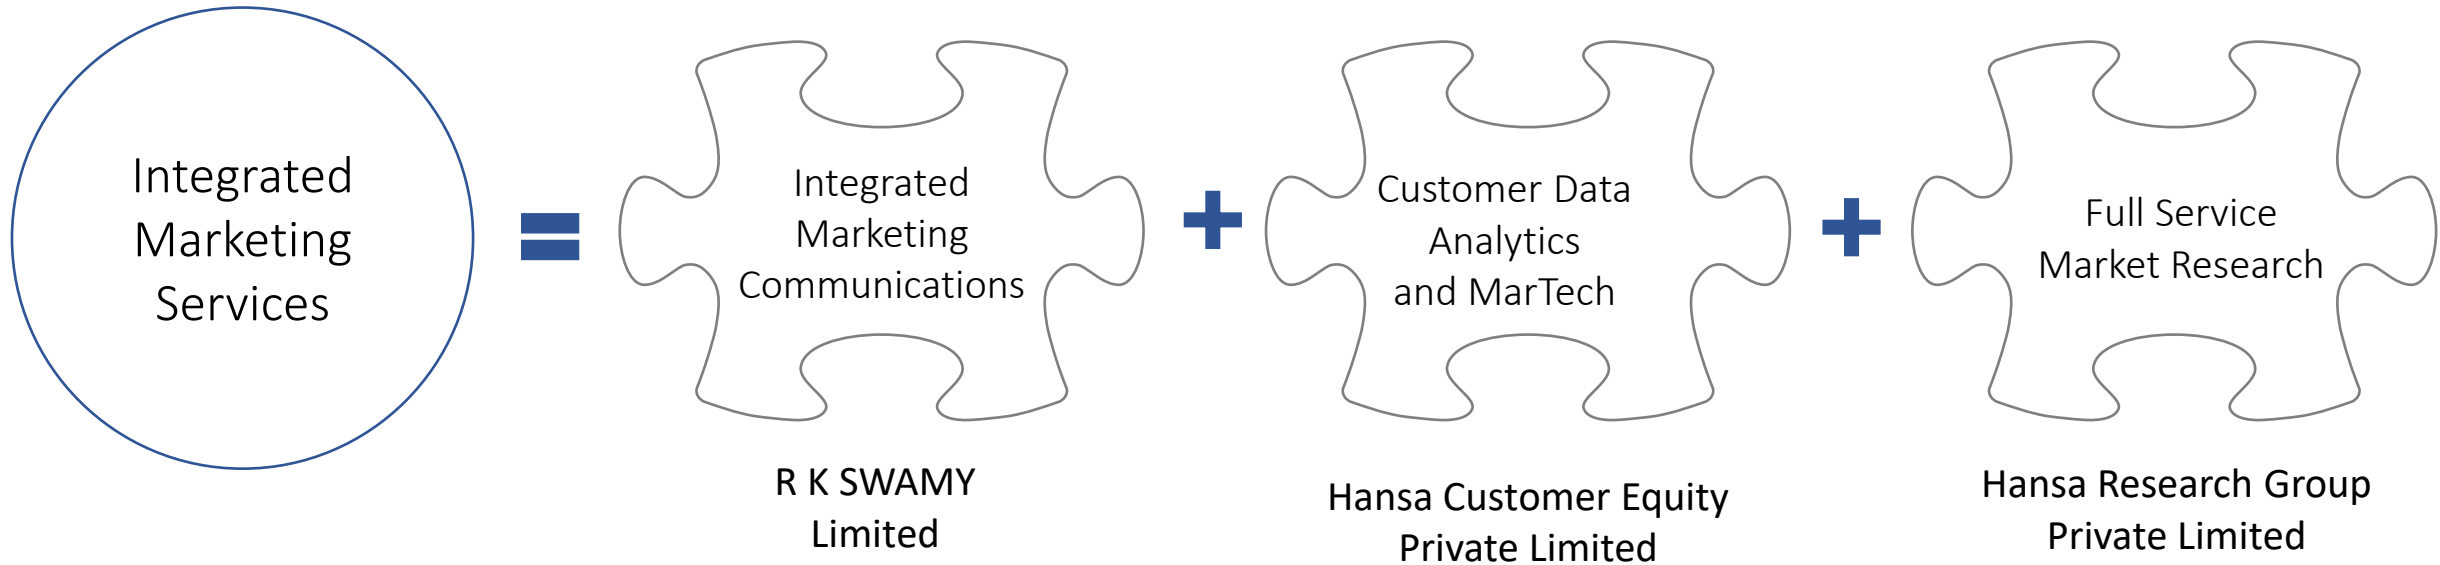 Integrated
Marketing
Services
=
Integrated
Marketing
Communications
R K SWAMY
Limited
+
Customer Data
Analytics
and MarTech
Hansa Customer Equity
Private Limited
+
Full Service
Market Research
Hansa Research Group
Private Limited